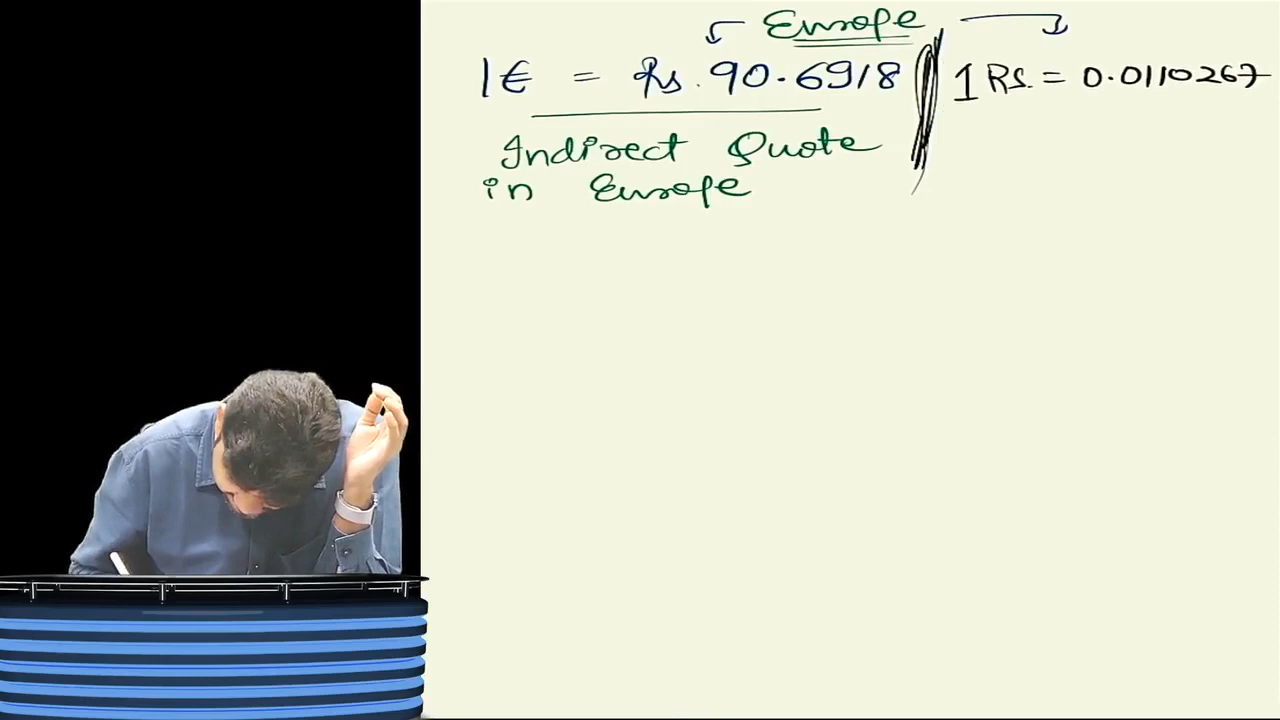 Europe
1€ = Rs. 90.6918
1 Rs. = 0.0110267
Indirect Quote
in Europe